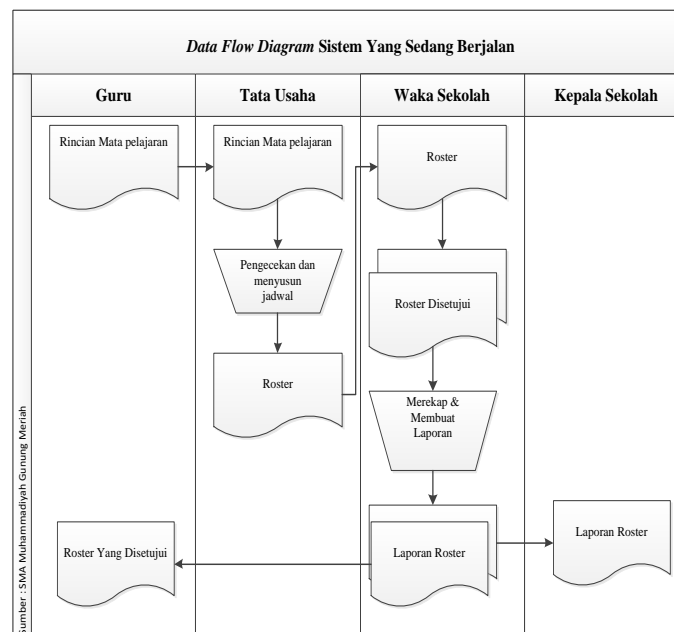 Data Flow Diagram Sistem Yang Sedang Berjalan
Guru
Tata Usaha
Waka Sekolah
Kepala Sekolah
Rincian Mata pelajaran
Rincian Mata pelajaran
Roster
Pengecekan dan
menyusun
jadwal
Roster Disetujui
Roster
Merekap &
Membuat
Laporan
Roster Yang Disetujui
Laporan Roster
Laporan Roster
Sumber : SMA Muhammadiyah Gunung Meriah